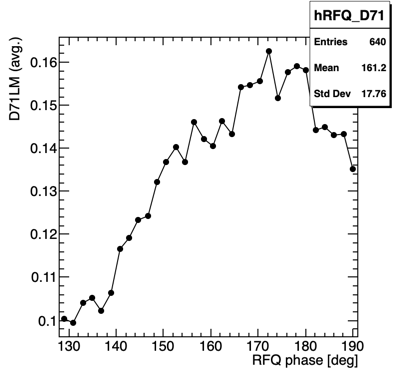 hRFQ_D71
Entries 640
Mean 161.2
Std Dev 17.76
D71LM (avg.)
0.16
0.15
0.14
0.13
0.12
0.11
0.1
130 140 150 160 170 180 190
RFQ phase [deg]